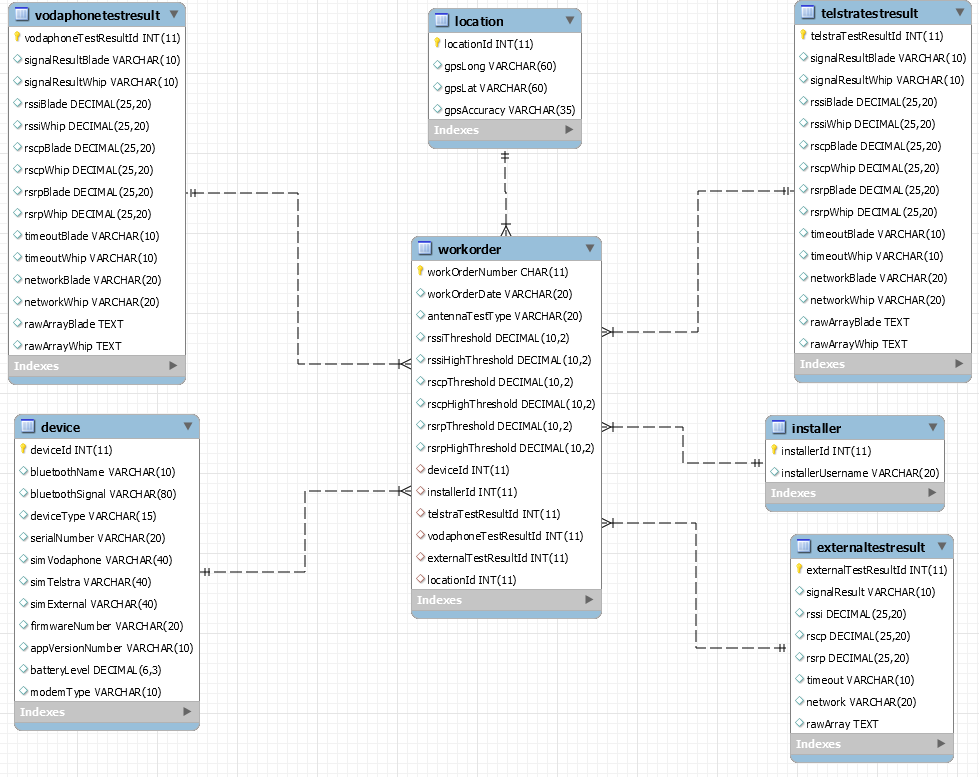 vodaphonetestresult
vodaphoneTestResultId INT(11)
signalResultBlade VARCHAR(10)
signalResultWhip VARCHAR(10)
rssiBlade DECIMAL(25,20)
rssiWhip DECIMAL(25,20)
rscpBlade DECIMAL(25,20)
rscpWhip DECIMAL(25,20)
rsrpBlade DECIMAL(25,20)
rsrpWhip DECIMAL(25,20)
timeoutBlade VARCHAR(10)
timeoutWhip VARCHAR(10)
networkBlade VARCHAR(20)
networkWhip VARCHAR(20)
rawArrayBlade TEXT
rawArrayWhip TEXT
Indexes
location
locationId INT(11)
gpsLong VARCHAR(60)
gpsLat VARCHAR(60)
gpsAccuracy VARCHAR(35)
Indexes
telstratestresult
telstraTestResultId INT(11)
signalResultBlade VARCHAR(10)
signalResultWhip VARCHAR(10)
rssiBlade DECIMAL(25,20)
rssiWhip DECIMAL(25,20)
rscpBlade DECIMAL(25,20)
rscpWhip DECIMAL(25,20)
rsrpBlade DECIMAL(25,20)
rsrpWhip DECIMAL(25,20)
timeoutBlade VARCHAR(10)
timeoutWhip VARCHAR(10)
networkBlade VARCHAR(20)
networkWhip VARCHAR(20)
rawArrayBlade TEXT
rawArrayWhip TEXT
Indexes
workorder
workOrderNumber CHAR(11)
workOrderDate VARCHAR(20)
antennaTestType VARCHAR(20)
rssiThreshold DECIMAL(10,2)
rssiHighThreshold DECIMAL(10,2)
rscpThreshold DECIMAL(10,2)
rscpHighThreshold DECIMAL(10,2)
rsrpThreshold DECIMAL(10,2)
rsrpHighThreshold DECIMAL(10,2)
deviceId INT(11)
installerId INT(11)
telstraTestResultId INT(11)
vodaphoneTestResultId INT(11)
externalTestResultId INT(11)
locationId INT(11)
Indexes
device
deviceId INT(11)
bluetoothName VARCHAR(10)
bluetoothSignal VARCHAR(80)
deviceType VARCHAR(15)
serialNumber VARCHAR(20)
simVodaphone VARCHAR(40)
simTelstra VARCHAR(40)
simExternal VARCHAR(40)
firmwareNumber VARCHAR(20)
appVersionNumber VARCHAR(10)
batteryLevel DECIMAL(6,3)
modemType VARCHAR(10)
Indexes
installer
installerId INT(11)
installerUsername VARCHAR(20)
Indexes
externaltestresult
externalTestResultId INT(11)
signalResult VARCHAR(10)
rssi DECIMAL(25,20)
rscp DECIMAL(25,20)
rsrp DECIMAL(25,20)
timeout VARCHAR(10)
network VARCHAR(20)
rawArray TEXT
Indexes